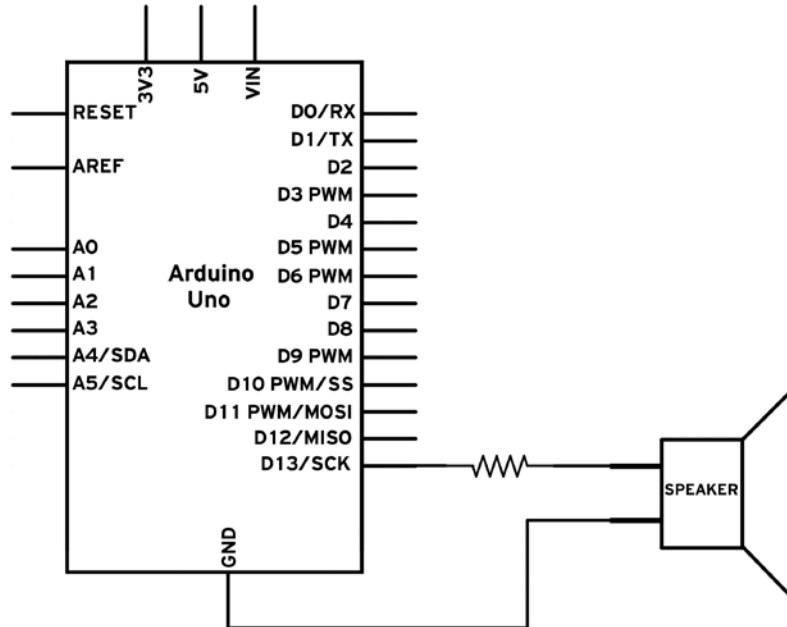 3V3
5V
VIN
RESET
AREF
A0
A1
A2
A3
A4/SDA
A5/SCL
Arduino
Uno
D0/RX
D1/TX
D2
D3 PWM
D4
D5 PWM
D6 PWM
D7
D8
D9 PWM
D10 PWM/SS
D11 PWM/MOSI
D12/MISO
D13/SCK
GND
SPEAKER